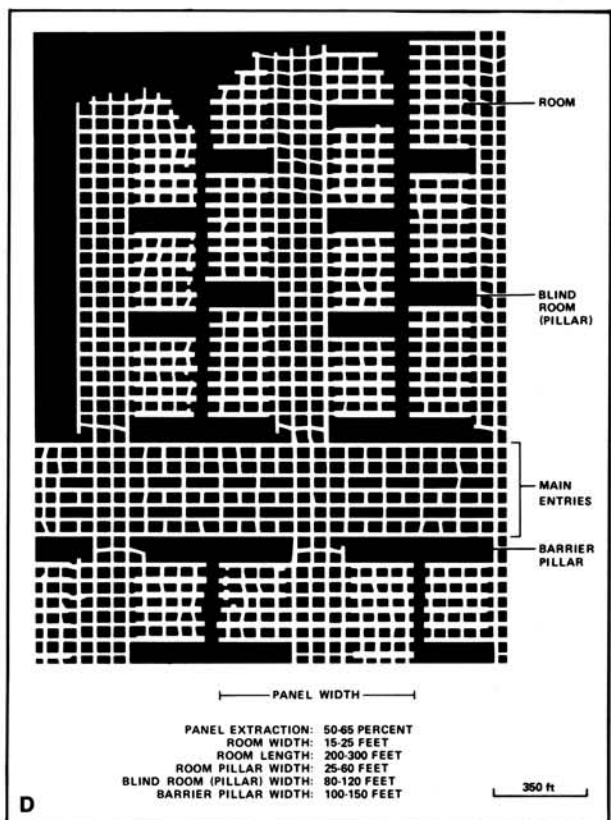 ROOM
BLIND
ROOM
(PILLAR)
MAIN
ENTRIES
BARRIER
PILLAR
PANEL WIDTH
PANEL EXTRACTION: 50-65 PERCENT
ROOM WIDTH: 15-25 FEET
ROOM LENGTH: 200-300 FEET
ROOM PILLAR WIDTH: 25-60 FEET
BLIND ROOM (PILLAR) WIDTH: 80-120 FEET
BARRIER PILLAR WIDTH: 100-150 FEET
350 ft
D